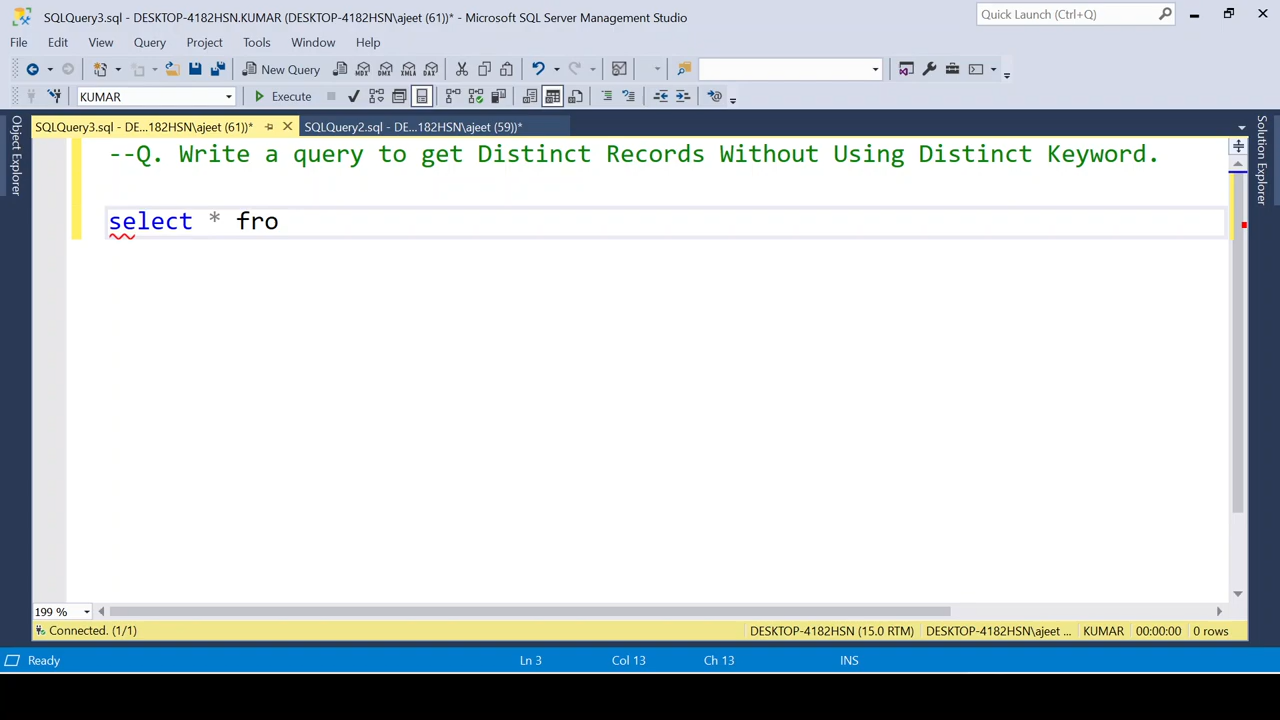 SQLQuery3.sql - DESKTOP-4182HSN.KUMAR (DESKTOP-4182HSN\ajeet (61))* - Microsoft SQL Server Management Studio
Quick Launch (Ctrl+Q)
File Edit View Query Project Tools Window Help
New Query MDX DMX XMLA DAX
KUMAR Execute
SQLQuery3.sql - DE...182HSN\ajeet (61))* SQLQuery2.sql - DE...182HSN\ajeet (59))*
Object Explorer
Solution Explorer
--Q. Write a query to get Distinct Records Without Using Distinct Keyword.
select * fro
199 %
Connected. (1/1) DESKTOP-4182HSN (15.0 RTM) DESKTOP-4182HSN\ajeet ... KUMAR 00:00:00 0 rows
Ready Ln 3 Col 13 Ch 13 INS